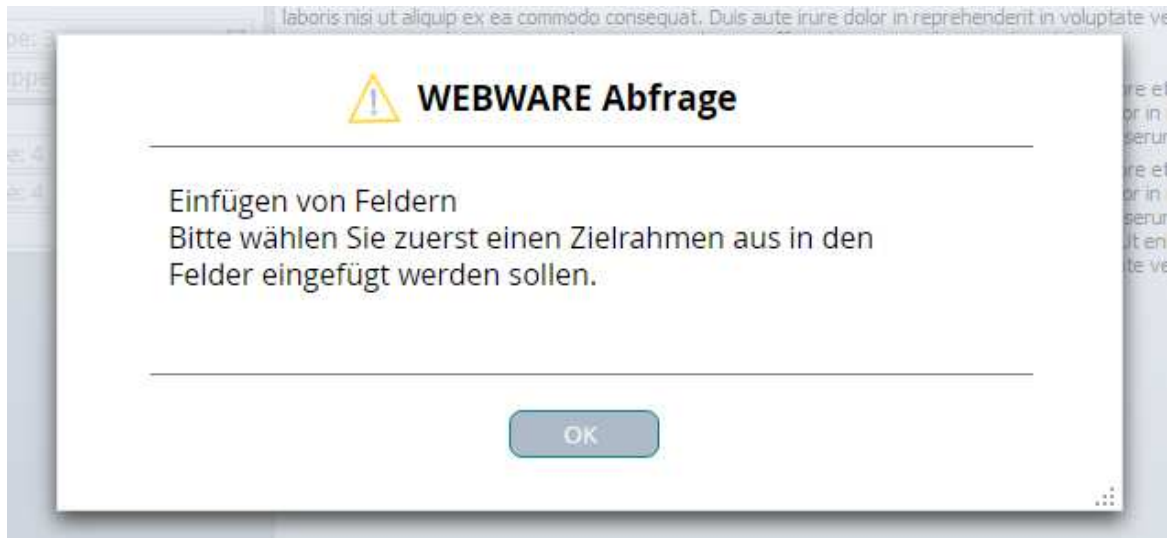 laboris nisi ut aliquip ex ea commodo consequat. Duis aute irure dolor in reprehenderit in voluptate ve
WEBWARE Abfrage
Einfügen von Feldern
Bitte wählen Sie zuerst einen Zielrahmen aus in den
Felder eingefügt werden sollen.
OK